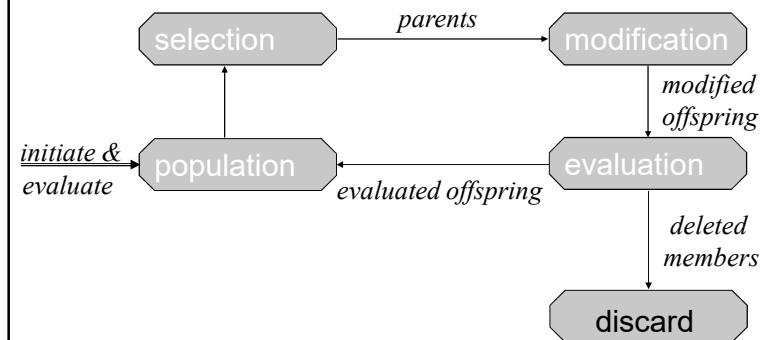 parents
selection
modification
modified
offspring
initiate &
evaluate
population
evaluated offspring
evaluation
deleted
members
discard